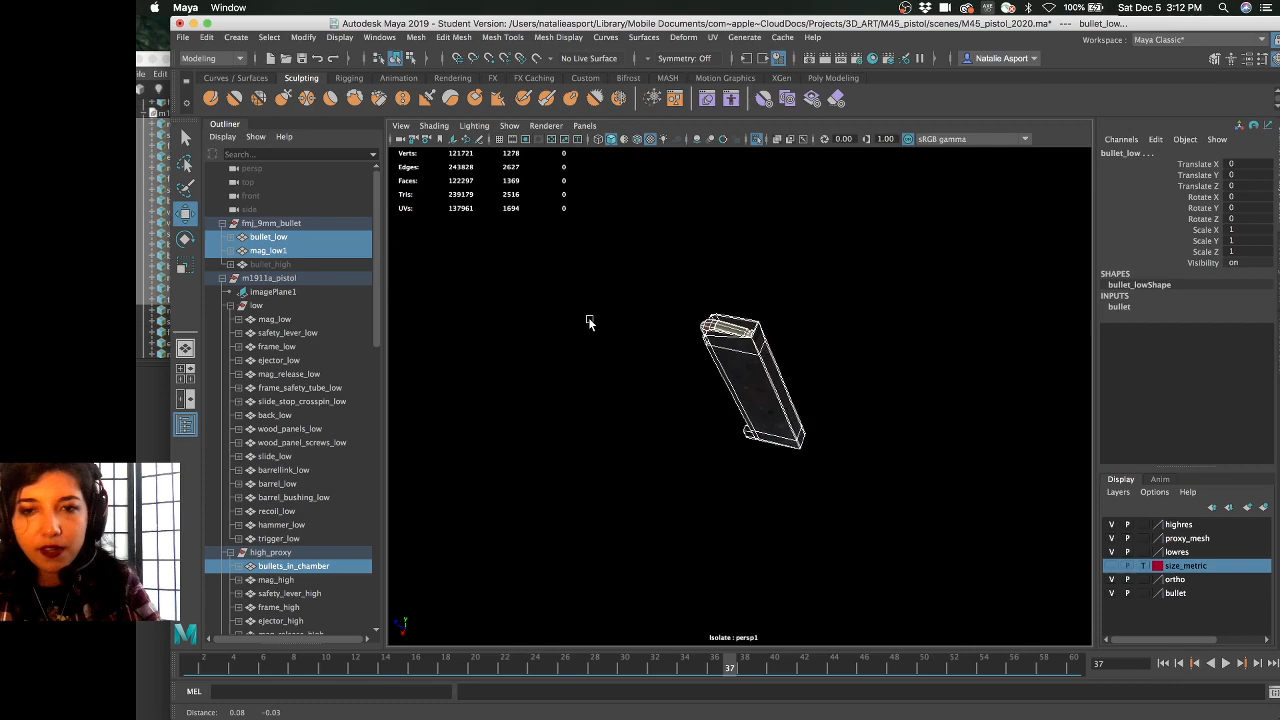 Maya Window 100% Sat Dec 5 3:12 PM
Autodesk Maya 2019 - Student Version: /Users/natalieasport/Library/Mobile Documents/com~apple~CloudDocs/Projects/3D_ART/M45_pistol/scenes/M45_pistol_2020.ma* --- bullet_low...
File Edit Create Select Modify Display Windows Mesh Edit Mesh Mesh Tools Mesh Display Curves Surfaces Deform UV Generate Cache Help Workspace : Maya Classic*
Modeling No Live Surface Symmetry: Off Natalie Asport
Curves / Surfaces Sculpting Rigging Animation Rendering FX FX Caching Custom Bifrost MASH Motion Graphics XGen Poly Modeling
Outliner
Display Show Help
Search...
persp
top
front
side
fmj_9mm_bullet
bullet_low
mag_low1
bullet_high
m1911a_pistol
imagePlane1
low
mag_low
safety_lever_low
frame_low
ejector_low
mag_release_low
frame_safety_tube_low
slide_stop_crosspin_low
back_low
wood_panels_low
wood_panel_screws_low
slide_low
barrellink_low
barrel_low
barrel_bushing_low
recoil_low
hammer_low
trigger_low
high_proxy
bullets_in_chamber
mag_high
safety_lever_high
frame_high
ejector_high
mag_release_high
View Shading Lighting Show Renderer Panels
0.00 1.00 sRGB gamma
Verts: 121721 1278 0
Edges: 243828 2627 0
Faces: 122297 1369 0
Tris: 239179 2516 0
UVs: 137961 1694 0
Isolate : persp1
Channels Edit Object Show
bullet_low . . .
Translate X 0
Translate Y 0
Translate Z 0
Rotate X 0
Rotate Y 0
Rotate Z 0
Scale X 1
Scale Y 1
Scale Z 1
Visibility on
SHAPES
bullet_lowShape
INPUTS
bullet
Display Anim
Layers Options Help
V P highres
V P proxy_mesh
V P lowres
P T size_metric
V P ortho
V P bullet
2 4 6 8 10 12 14 16 18 20 22 24 26 28 30 32 34 36 37 38 40 42 44 46 48 50 52 54 56 58 60 37
MEL
Distance: 0.08 -0.03